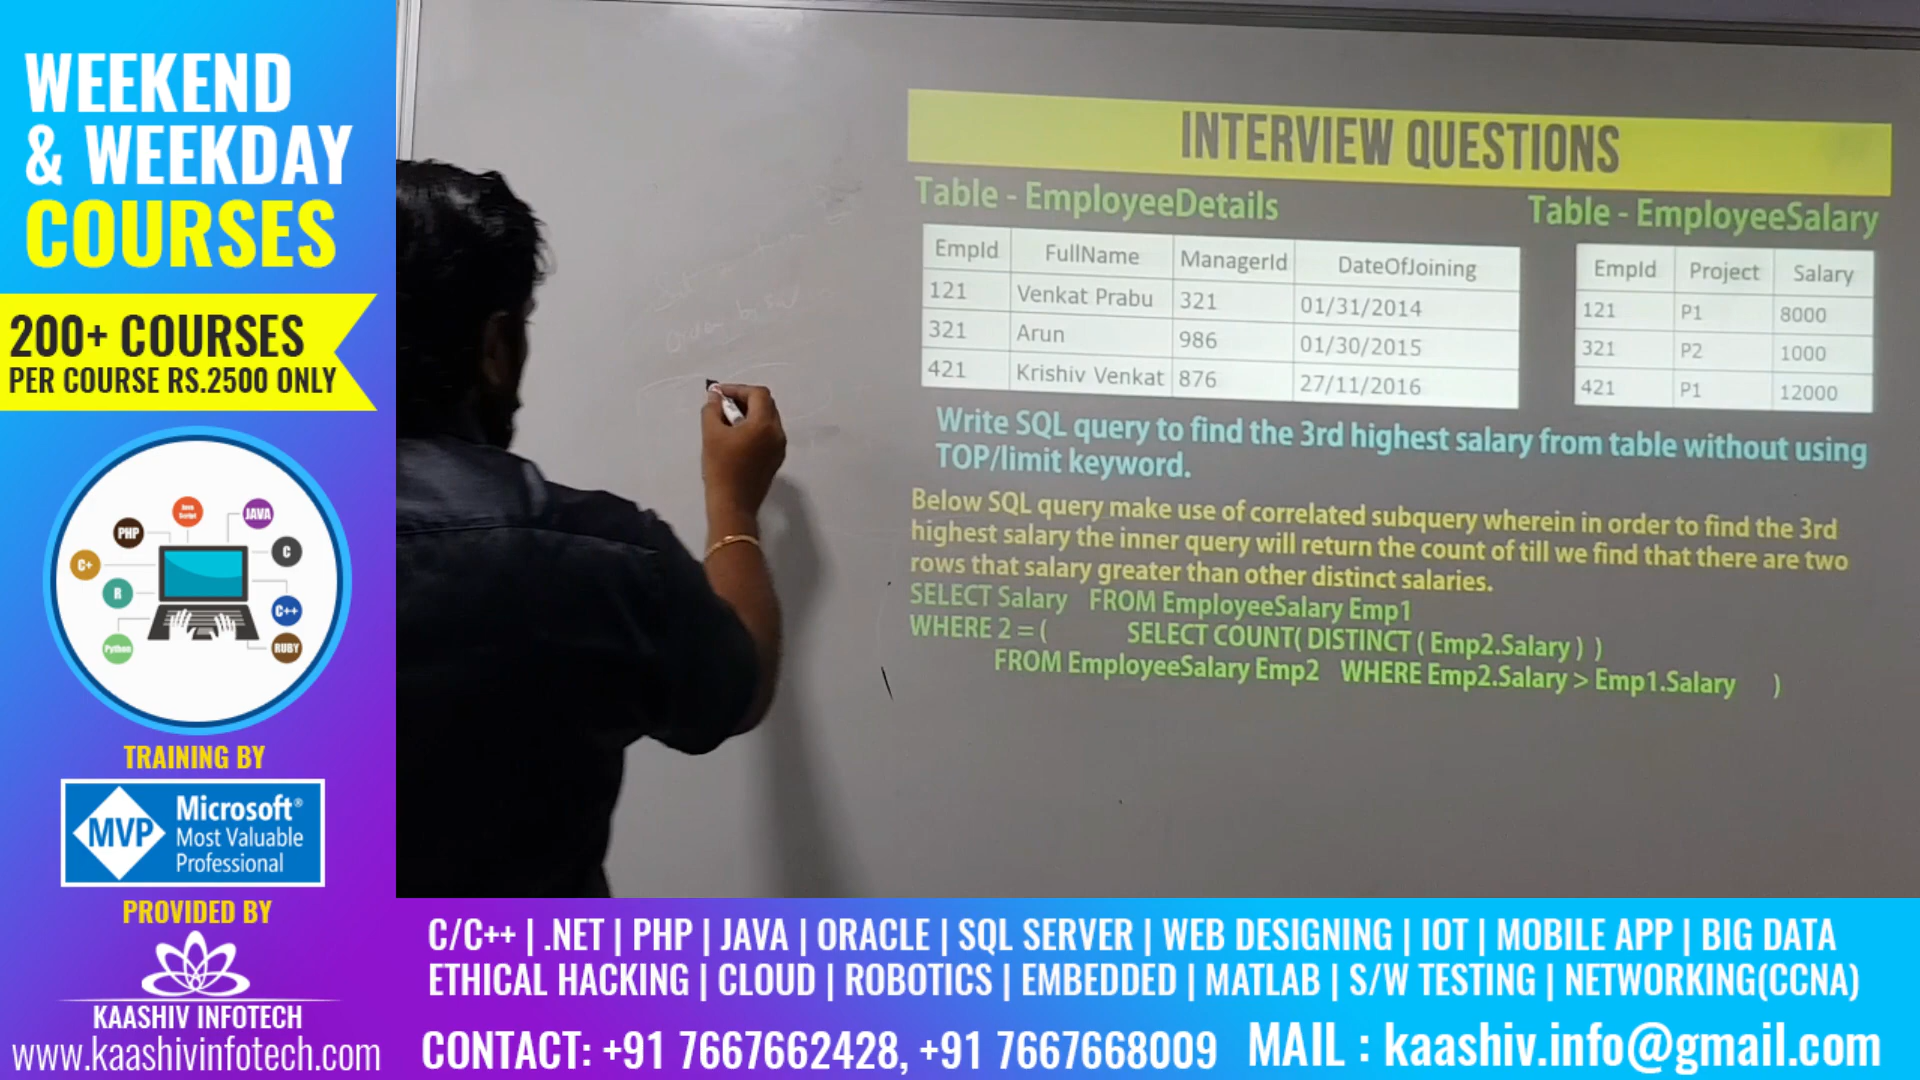 WEEKEND
& WEEKDAY
COURSES
200+ COURSES
PER COURSE RS.2500 ONLY
Java Script
JAVA
PHP
C
C+
R
C++
Python
RUBY
TRAINING BY
MVP
Microsoft®
Most Valuable
Professional
PROVIDED BY
KAASHIV INFOTECH
www.kaashivinfotech.com
INTERVIEW QUESTIONS
Table - EmployeeDetails
EmpId FullName ManagerId DateOfJoining
121 Venkat Prabu 321 01/31/2014
321 Arun 986 01/30/2015
421 Krishiv Venkat 876 27/11/2016
Table - EmployeeSalary
EmpId Project Salary
121 P1 8000
321 P2 1000
421 P1 12000
Write SQL query to find the 3rd highest salary from table without using
TOP/limit keyword.
Below SQL query make use of correlated subquery wherein in order to find the 3rd
highest salary the inner query will return the count of till we find that there are two
rows that salary greater than other distinct salaries.
SELECT Salary FROM EmployeeSalary Emp1
WHERE 2 = ( SELECT COUNT( DISTINCT ( Emp2.Salary ) )
FROM EmployeeSalary Emp2 WHERE Emp2.Salary > Emp1.Salary )
C/C++ | .NET | PHP | JAVA | ORACLE | SQL SERVER | WEB DESIGNING | IOT | MOBILE APP | BIG DATA
ETHICAL HACKING | CLOUD | ROBOTICS | EMBEDDED | MATLAB | S/W TESTING | NETWORKING(CCNA)
CONTACT: +91 7667662428, +91 7667668009 MAIL : kaashiv.info@gmail.com